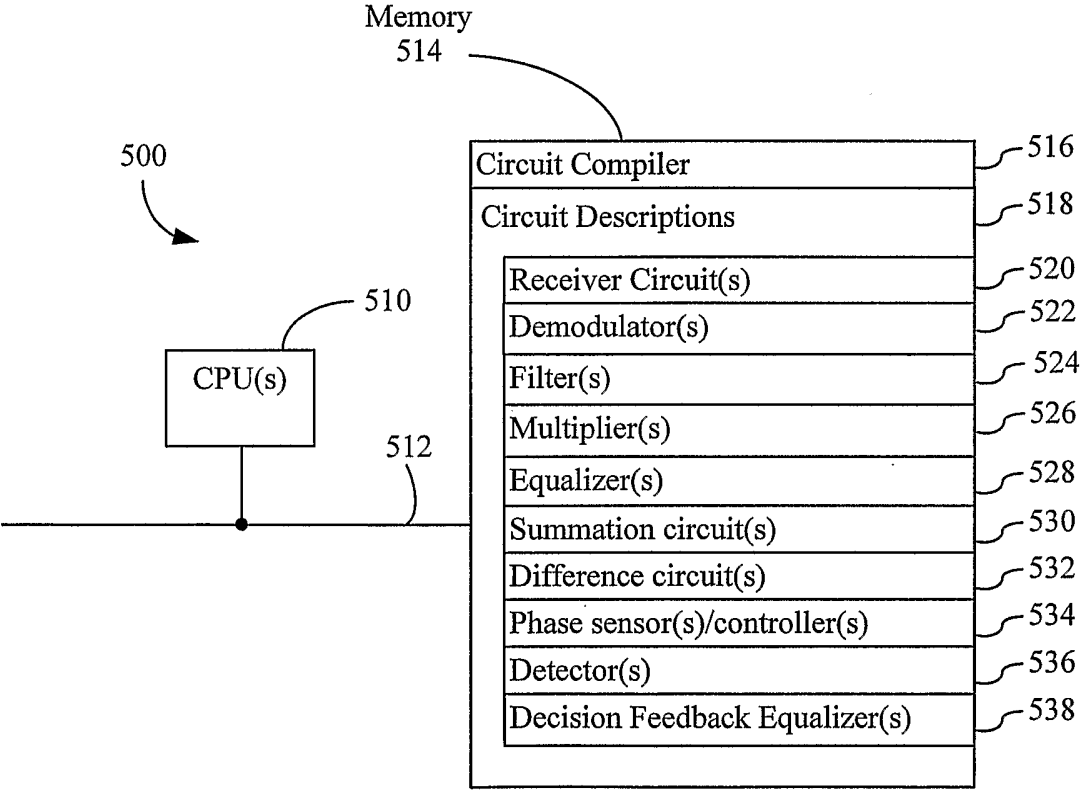 Memory
514
500
510
CPU(s)
512
Circuit Compiler
516
Circuit Descriptions
518
Receiver Circuit(s)
520
Demodulator(s)
522
Filter(s)
524
Multiplier(s)
526
Equalizer(s)
528
Summation circuit(s)
530
Difference circuit(s)
532
Phase sensor(s)/controller(s)
534
Detector(s)
536
Decision Feedback Equalizer(s)
538